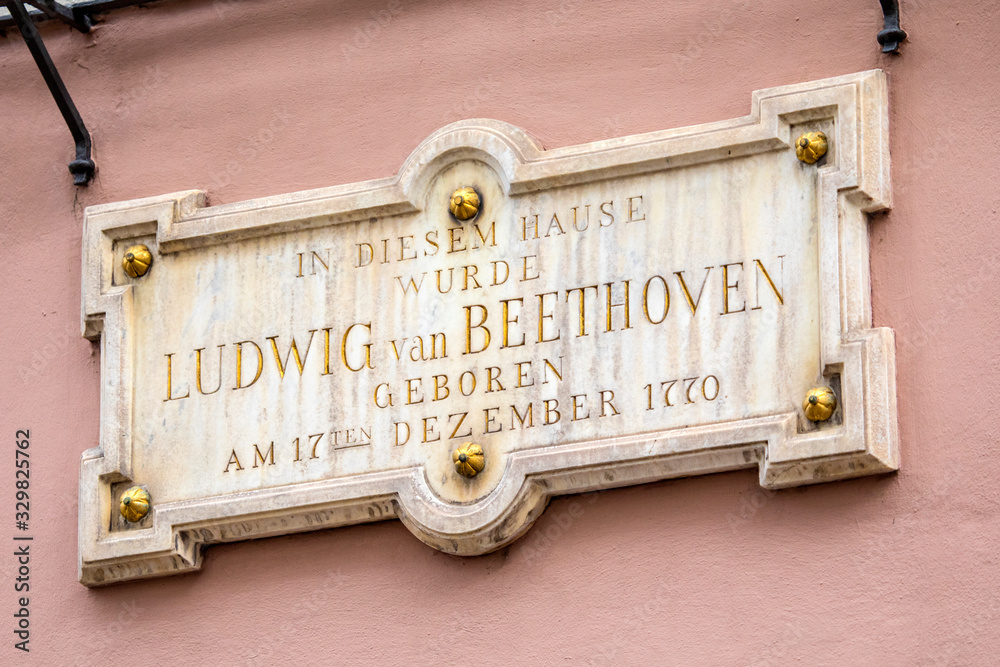 IN DIESEM HAUSE
WURDE
LUDWIG van BEETHOVEN
GEBOREN
AM 17TEN DEZEMBER 1770
Adobe Stock | #329825762